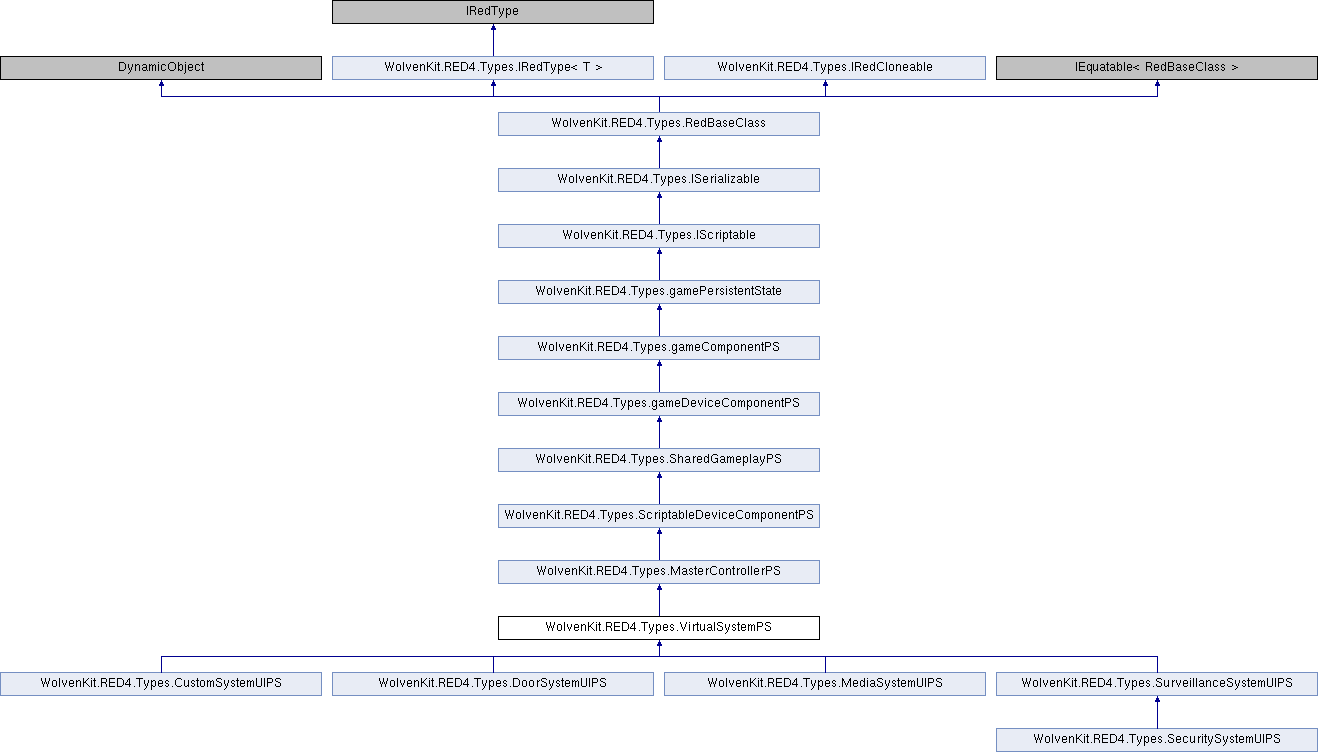 IRedType
DynamicObject
WolvenKit.RED4.Types.IRedType< T >
WolvenKit.RED4.Types.IRedCloneable
IEquatable< RedBaseClass >
WolvenKit.RED4.Types.RedBaseClass
WolvenKit.RED4.Types.ISerializable
WolvenKit.RED4.Types.IScriptable
WolvenKit.RED4.Types.gamePersistentState
WolvenKit.RED4.Types.gameComponentPS
WolvenKit.RED4.Types.gameDeviceComponentPS
WolvenKit.RED4.Types.SharedGameplayPS
WolvenKit.RED4.Types.ScriptableDeviceComponentPS
WolvenKit.RED4.Types.MasterControllerPS
WolvenKit.RED4.Types.VirtualSystemPS
WolvenKit.RED4.Types.CustomSystemUIPS
WolvenKit.RED4.Types.DoorSystemUIPS
WolvenKit.RED4.Types.MediaSystemUIPS
WolvenKit.RED4.Types.SurveillanceSystemUIPS
WolvenKit.RED4.Types.SecuritySystemUIPS